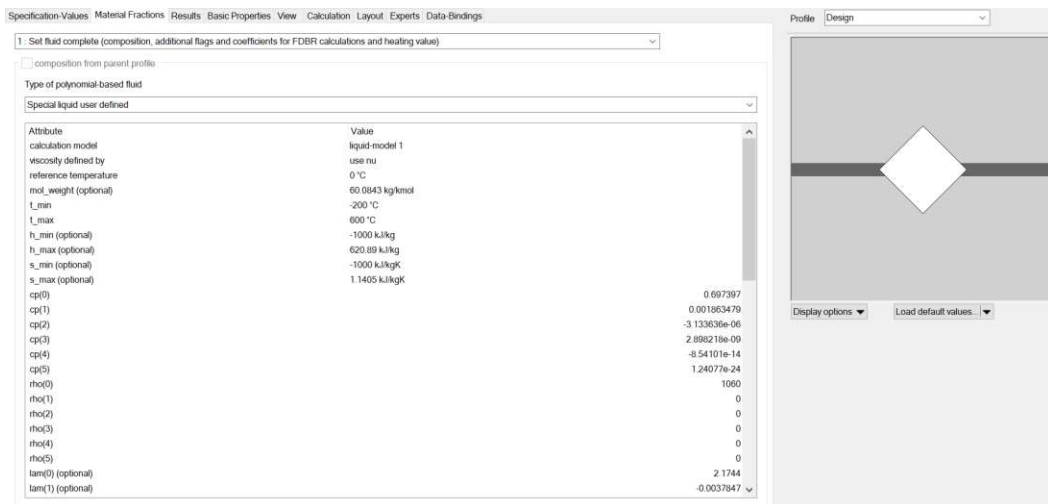 Specification-Values Material Fractions Results Basic Properties View Calculation Layout Experts Data-Bindings
1 : Set fluid complete (composition, additional flags and coefficients for FDBR calculations and heating value)
composition from parent profile
Type of polynomial-based fluid
Special liquid user defined
Attribute Value
calculation model liquid-model 1
viscosity defined by use nu
reference temperature 0 °C
mol_weight (optional) 60.0843 kg/kmol
t_min -200 °C
t_max 600 °C
h_min (optional) -1000 kJ/kg
h_max (optional) 620.89 kJ/kg
s_min (optional) -1000 kJ/kgK
s_max (optional) 1.1405 kJ/kgK
cp(0) 0.697397
cp(1) 0.001863479
cp(2) -3.133636e-06
cp(3) 2.898218e-09
cp(4) -8.54101e-14
cp(5) 1.24077e-24
rho(0) 1060
rho(1) 0
rho(2) 0
rho(3) 0
rho(4) 0
rho(5) 0
lam(0) (optional) 2.1744
lam(1) (optional) -0.0037847
Profile Design
Display options Load default values...